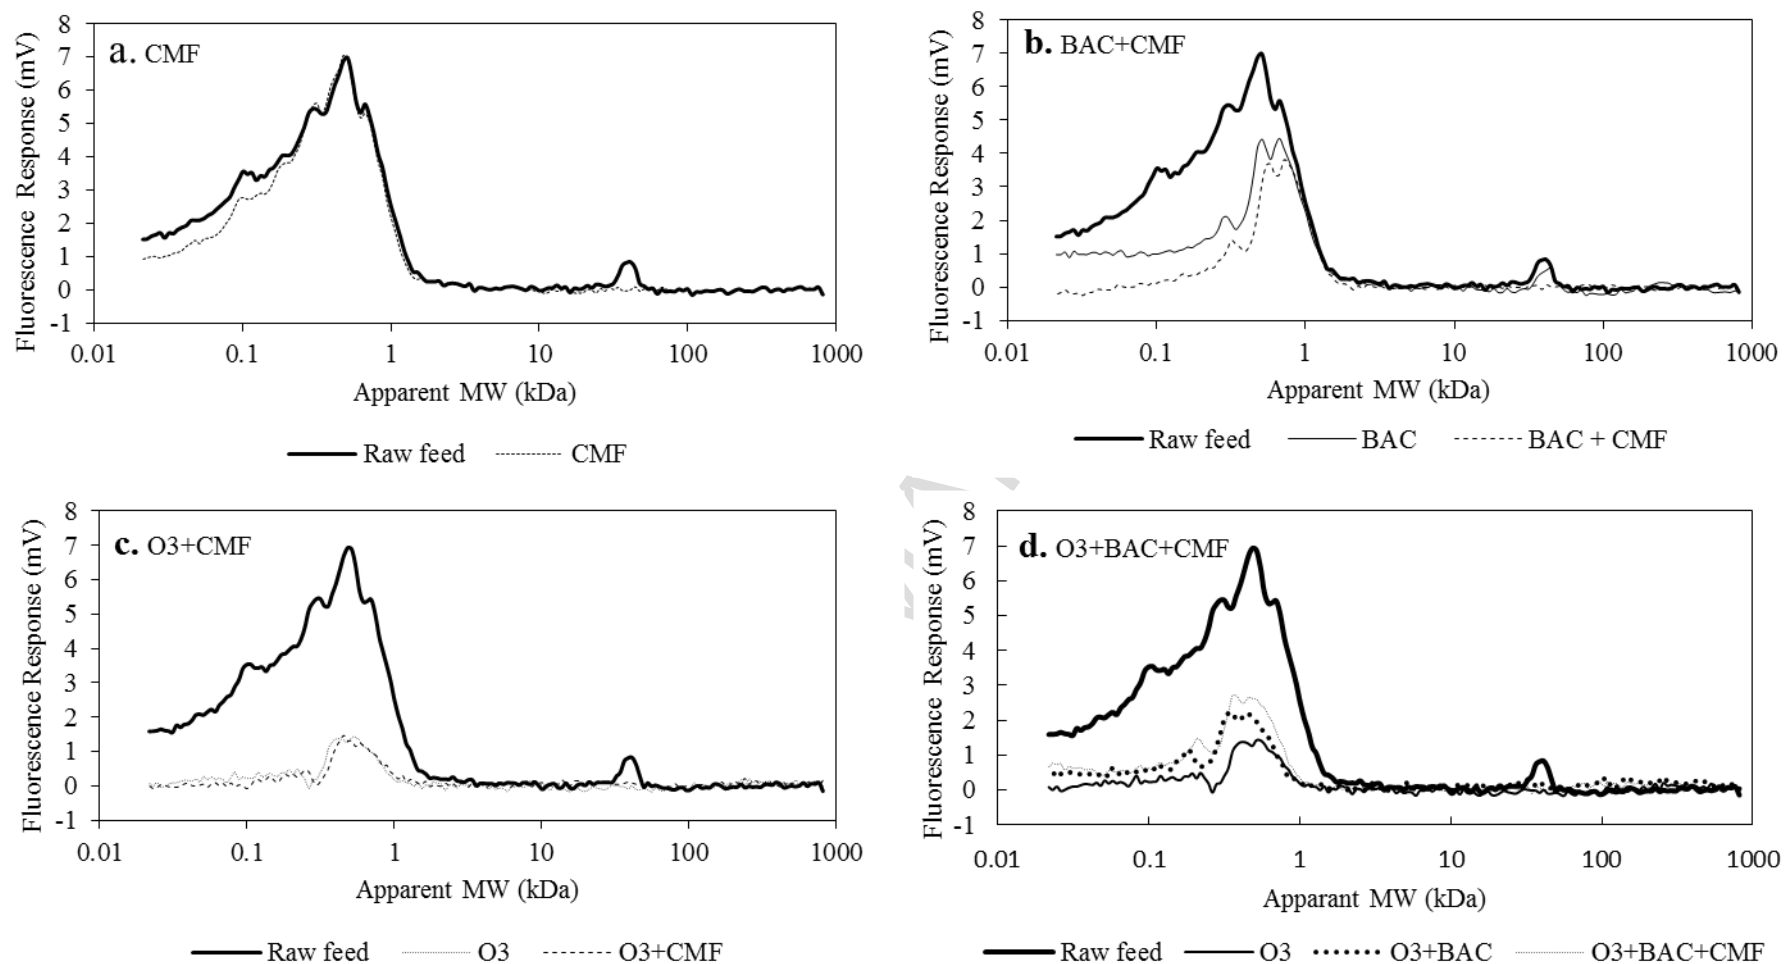 a. CMF
Fluorescence Response (mV)
8
7
6
5
4
3
2
1
0
-1
0.01 0.1 1 10 100 1000
Apparent MW (kDa)
Raw feed CMF
b. BAC+CMF
Fluorescence Response (mV)
8
7
6
5
4
3
2
1
0
-1
0.01 0.1 1 10 100 1000
Apparent MW (kDa)
Raw feed BAC BAC + CMF
c. O3+CMF
Fluorescence Response (mV)
8
7
6
5
4
3
2
1
0
-1
0.01 0.1 1 10 100 1000
Apparent MW (kDa)
Raw feed O3 O3+CMF
d. O3+BAC+CMF
Fluorescence Response (mV)
8
7
6
5
4
3
2
1
0
-1
0.01 0.1 1 10 100 1000
Apparant MW (kDa)
Raw feed O3 O3+BAC O3+BAC+CMF